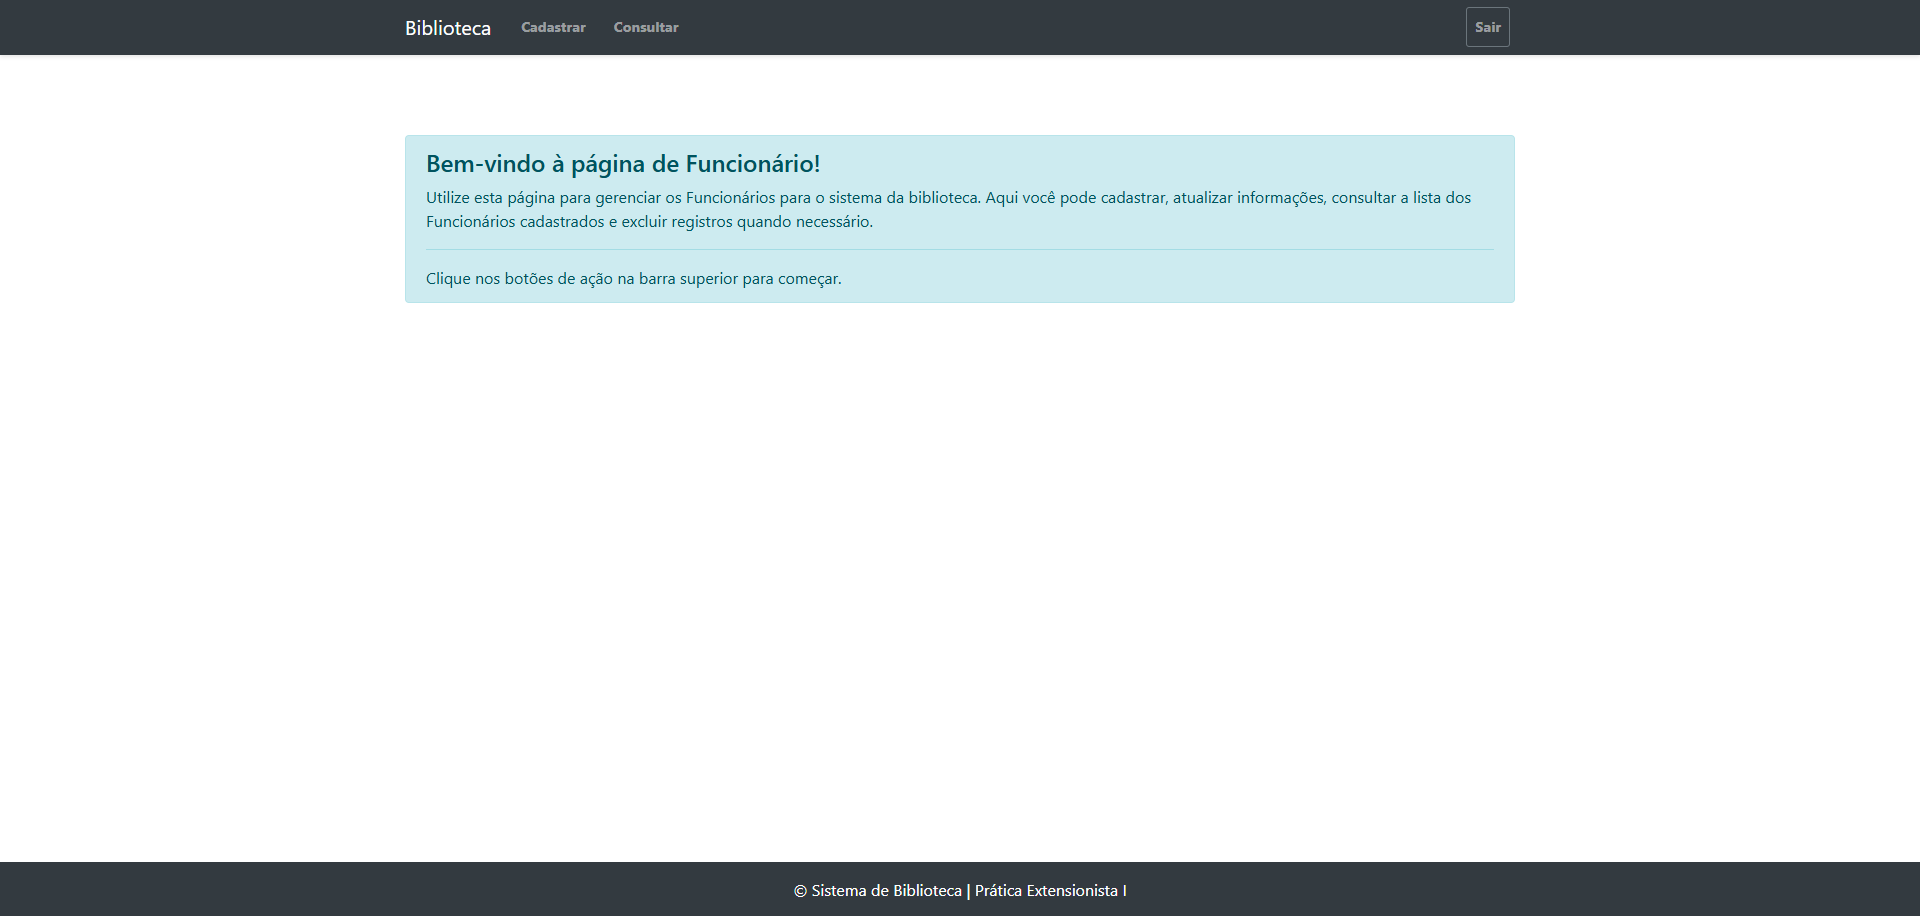 Biblioteca Cadastrar Consultar Sair
Bem-vindo à página de Funcionário!
Utilize esta página para gerenciar os Funcionários para o sistema da biblioteca. Aqui você pode cadastrar, atualizar informações, consultar a lista dos
Funcionários cadastrados e excluir registros quando necessário.
Clique nos botões de ação na barra superior para começar.
© Sistema de Biblioteca | Prática Extensionista I